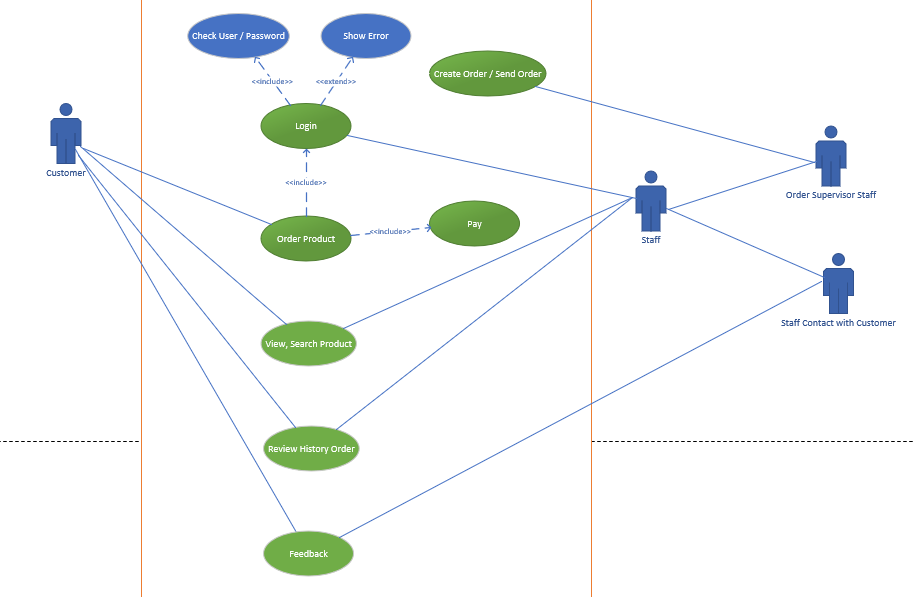 Check User / Password
Show Error
Create Order / Send Order
<<include>>
<<extend>>
Login
Customer
<<include>>
Order Supervisor Staff
Pay
<<include>>
Order Product
Staff
Staff Contact with Customer
View, Search Product
Review History Order
Feedback